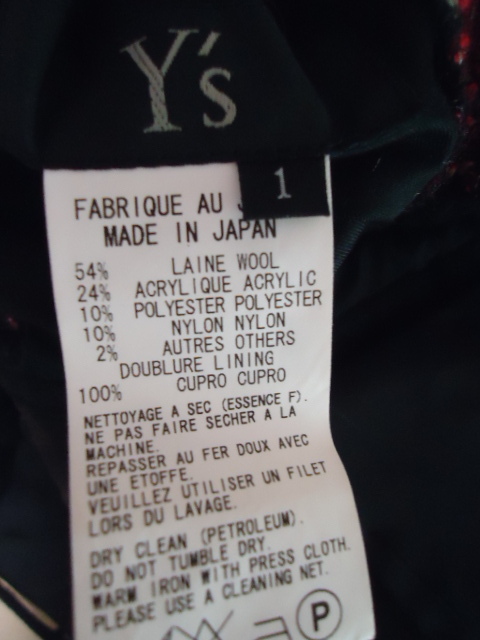 Y's
1
FABRIQUE AU
MADE IN JAPAN
54% LAINE WOOL
24% ACRYLIQUE ACRYLIC
10% POLYESTER POLYESTER
10% NYLON NYLON
2% AUTRES OTHERS
DOUBLURE LINING
100% CUPRO CUPRO
NETTOYAGE A SEC (ESSENCE F).
NE PAS FAIRE SECHER A LA
MACHINE.
REPASSER AU FER DOUX AVEC
UNE ETOFFE.
VEUILLEZ UTILISER UN FILET
LORS DU LAVAGE.
DRY CLEAN (PETROLEUM).
DO NOT TUMBLE DRY.
WARM IRON WITH PRESS CLOTH.
PLEASE USE A CLEANING NET.
P